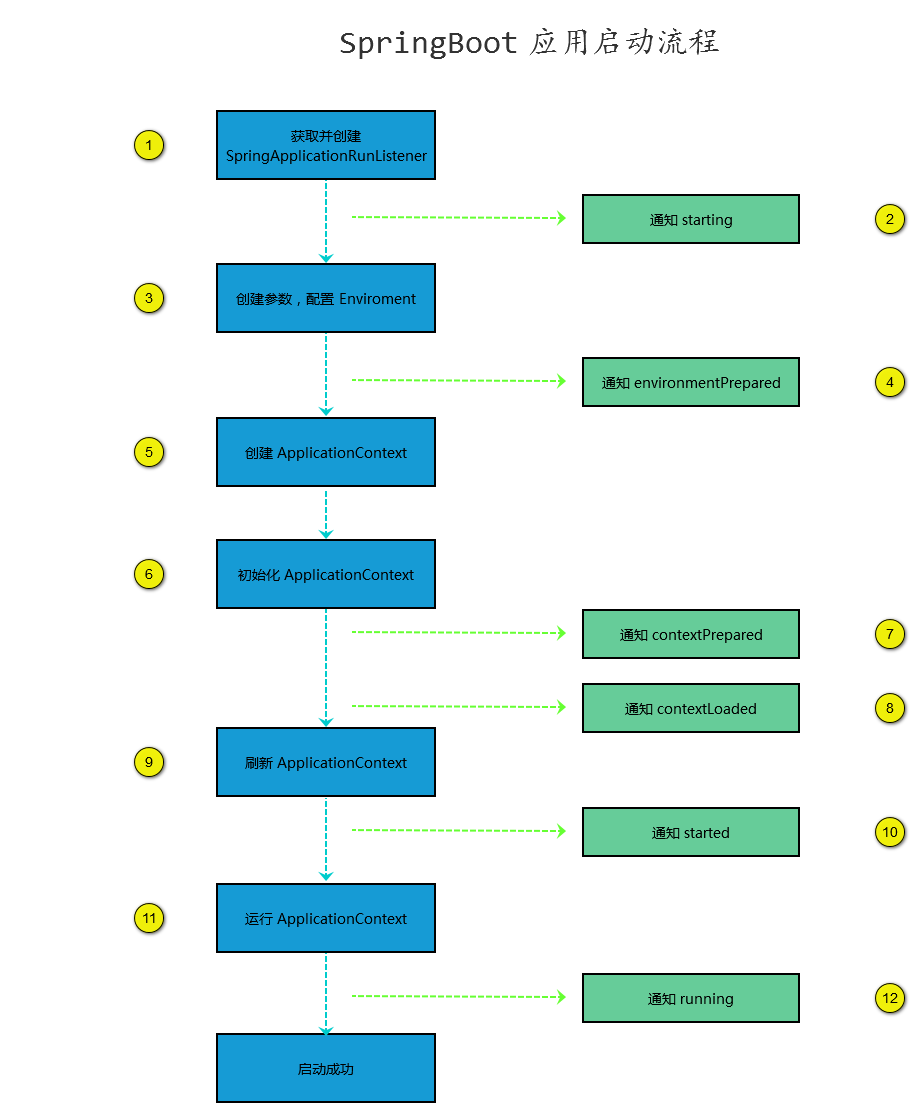 SpringBoot 应用启动流程
1
获取并创建
SpringApplicationRunListener
通知 starting
2
3
创建参数，配置 Enviroment
通知 environmentPrepared
4
5
创建 ApplicationContext
6
初始化 ApplicationContext
通知 contextPrepared
7
通知 contextLoaded
8
9
刷新 ApplicationContext
通知 started
10
11
运行 ApplicationContext
通知 running
12
启动成功